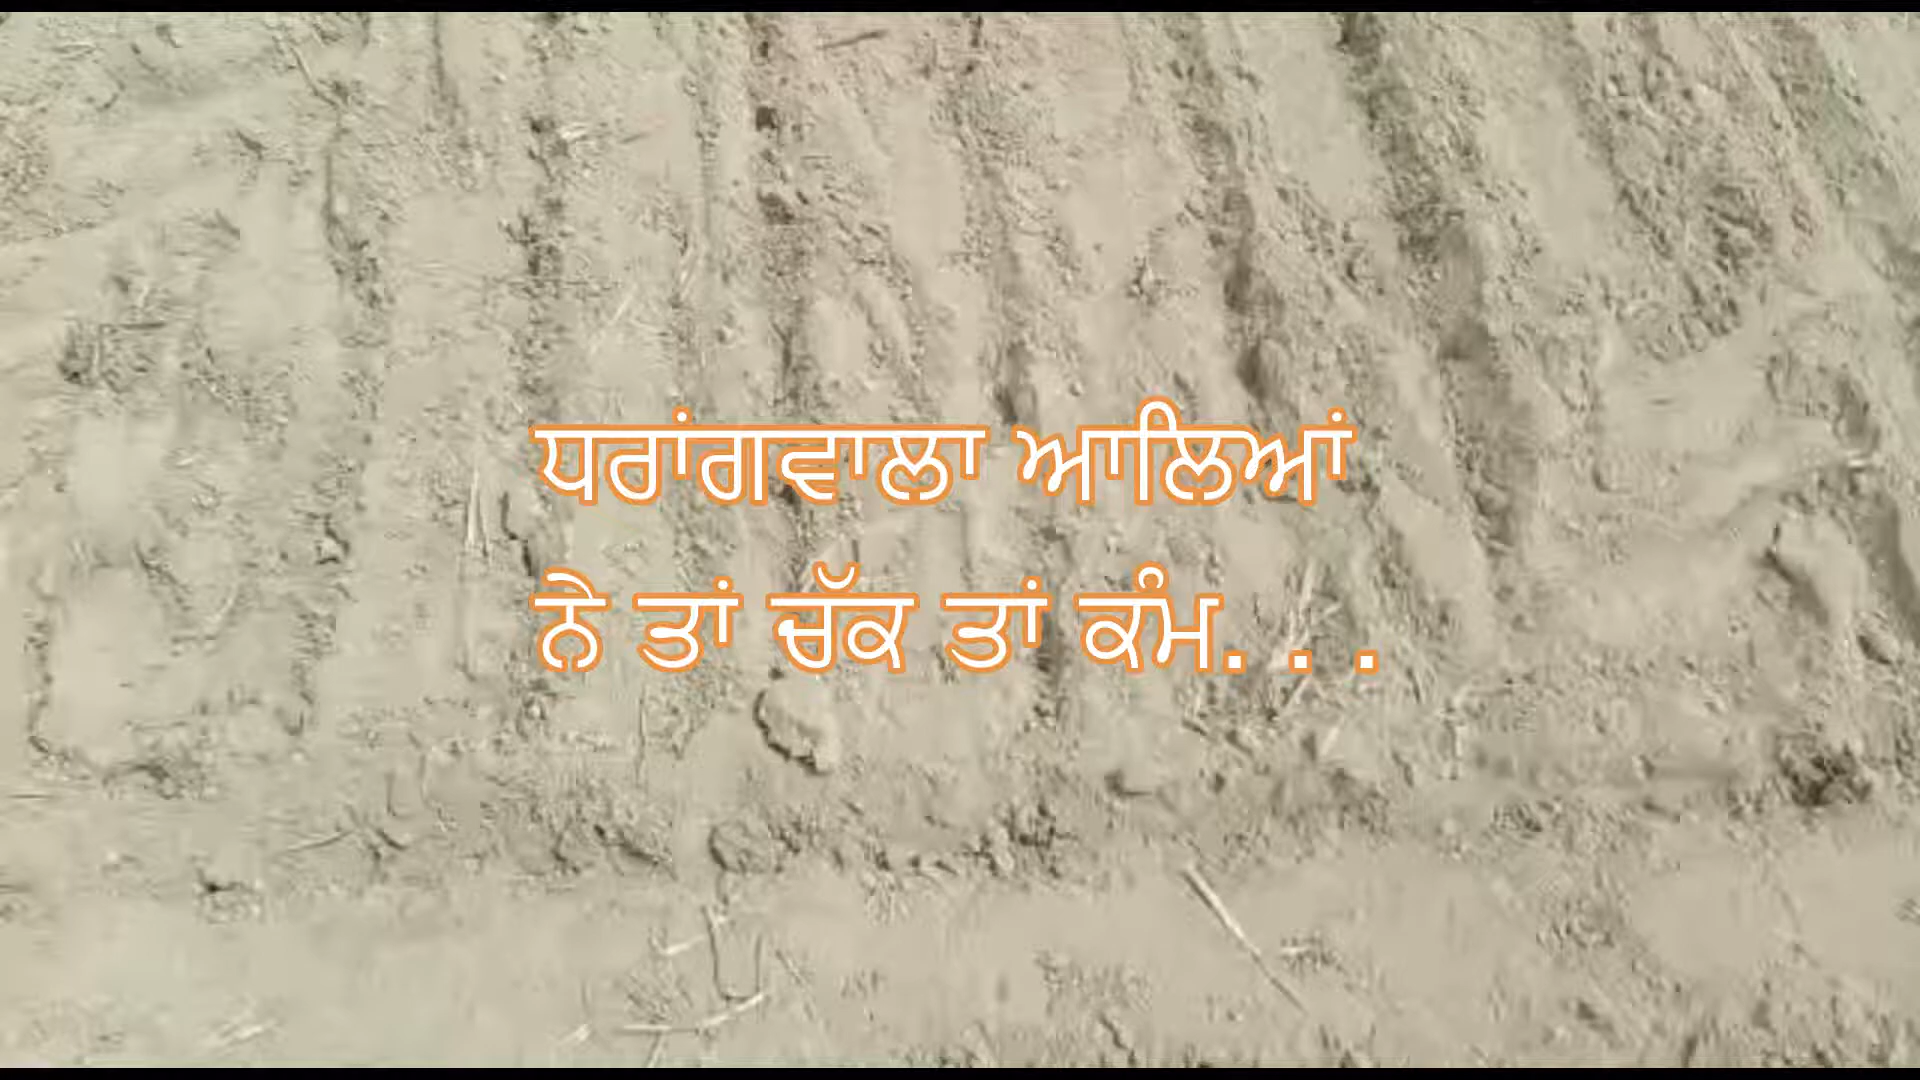 ਧਰਾਂਗਵਾਲਾ ਆਲਿਆਂ
ਨੇ ਤਾਂ ਚੱਕ ਤਾਂ ਕੰਮ. . .